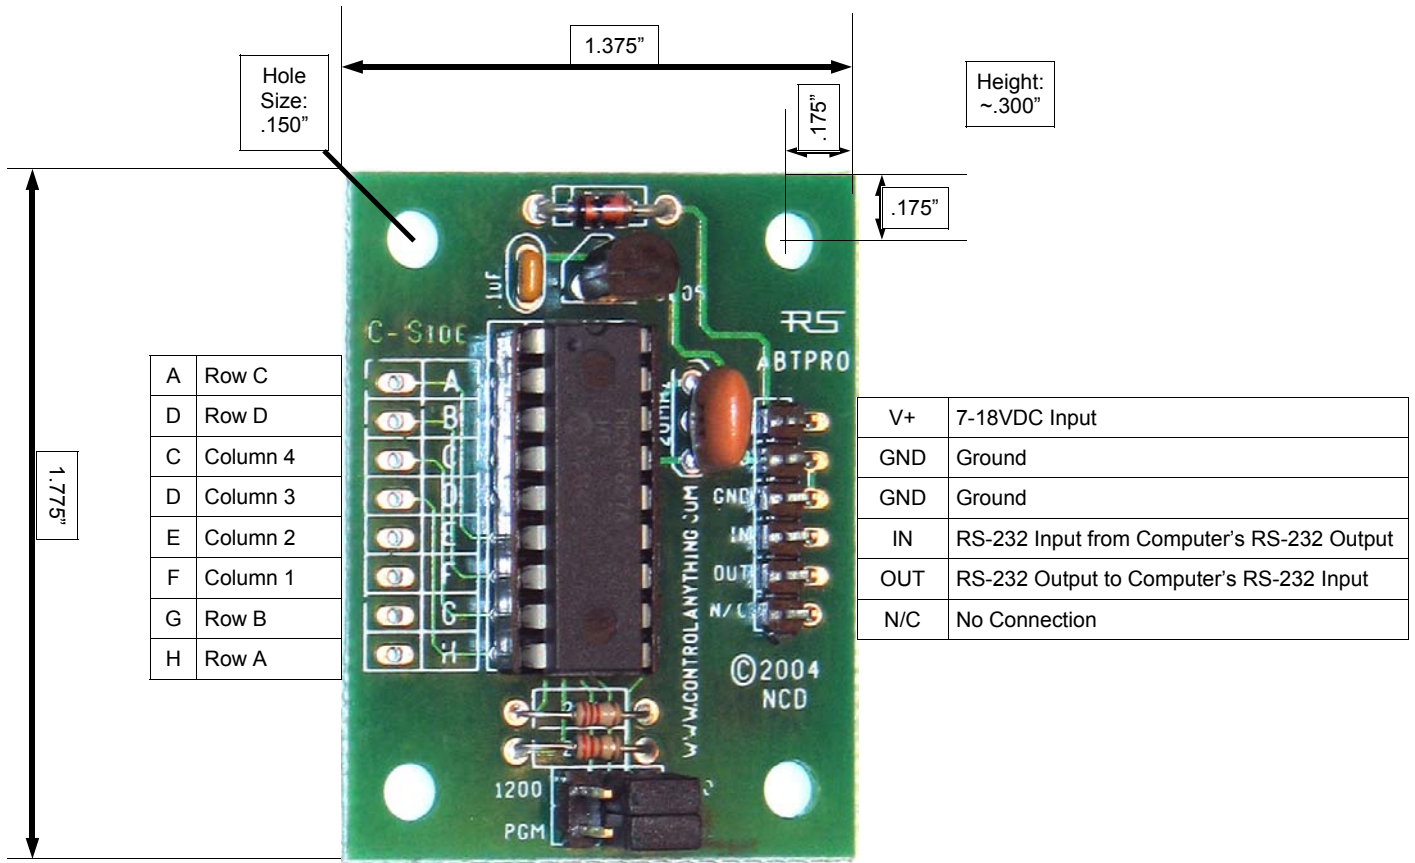 1.375”
Hole
Size:
.150”
.175”
Height:
~.300”
.175”
1.775”
.1uF
C-SIDE
RS
ABTPRO
A Row C
D Row D
C Column 4
D Column 3
E Column 2
F Column 1
G Row B
H Row A
A
B
C
D
E
F
G
H
GND
IN
OUT
N/C
V+ 7-18VDC Input
GND Ground
GND Ground
IN RS-232 Input from Computer’s RS-232 Output
OUT RS-232 Output to Computer’s RS-232 Input
N/C No Connection
WWW.CONTROLANYTHING.COM
©2004
NCD
1200
PGM